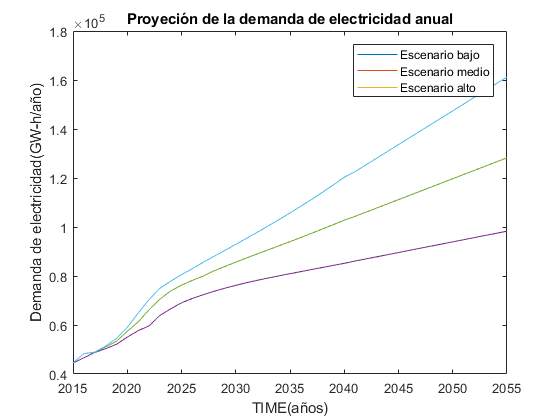 Proyeción de la demanda de electricidad anual
×10⁵
1.8
1.6
1.4
1.2
1
0.8
0.6
0.4
Demanda de electricidad(GW-h/año)
Escenario bajo
Escenario medio
Escenario alto
2015 2020 2025 2030 2035 2040 2045 2050 2055
TIME(años)